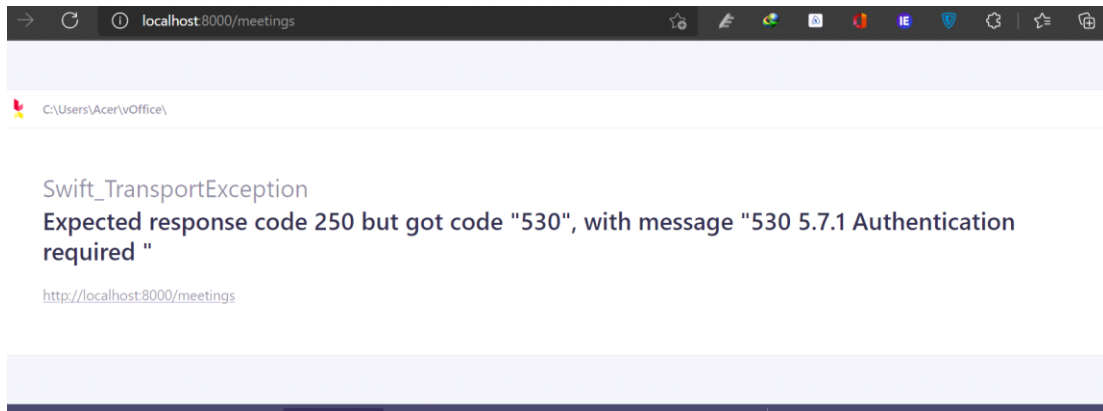 localhost:8000/meetings
IE
C:\Users\Acer\vOffice\
Swift_TransportException
Expected response code 250 but got code "530", with message "530 5.7.1 Authentication
required "
http://localhost:8000/meetings